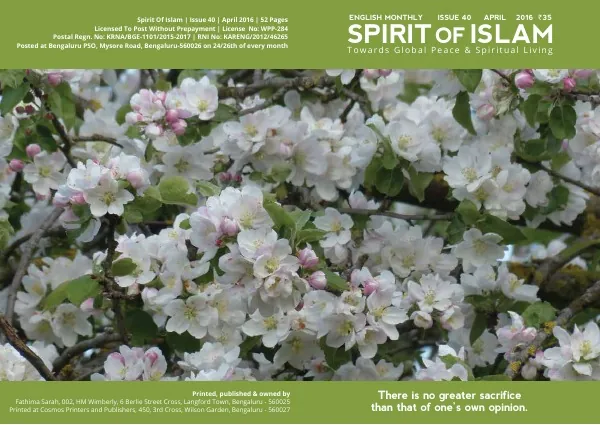 Spirit Of Islam | Issue 40 | April 2016 | 52 Pages
Licensed To Post Without Prepayment | License No: WPP-284
Postal Regn. No: KRNA/BGE-1101/2015-2017 | RNI No: KARENG/2012/46265
Posted at Bengaluru PSO, Mysore Road, Bengaluru-560026 on 24/26th of every month
ENGLISH MONTHLY ISSUE 40 APRIL 2016 ₹35
SPIRIT OF ISLAM
Towards Global Peace & Spiritual Living
Printed, published & owned by
Fathima Sarah, 002, HM Wimberly, 6 Berlie Street Cross, Langford Town, Bengaluru - 560025
Printed at Cosmos Printers and Publishers, 450, 3rd Cross, Wilson Garden, Bengaluru - 560027
There is no greater sacrifice
than that of one's own opinion.